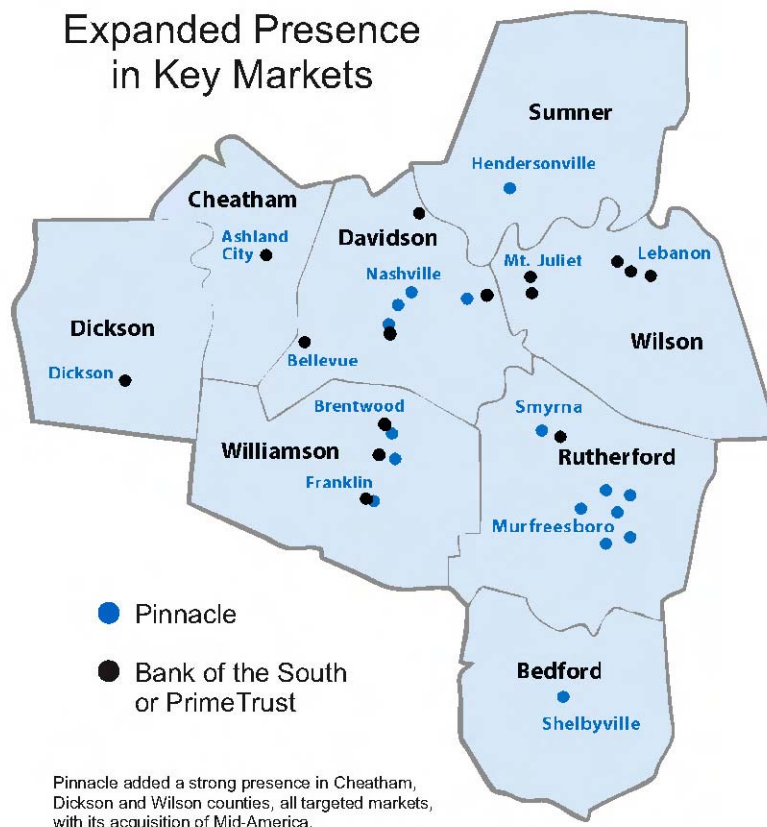 Expanded Presence
in Key Markets
Sumner
Hendersonville
Cheatham
Ashland
City
Davidson
Nashville
Mt. Juliet
Lebanon
Dickson
Dickson
Bellevue
Wilson
Brentwood
Smyrna
Williamson
Rutherford
Franklin
Murfreesboro
Pinnacle
Bank of the South
or PrimeTrust
Bedford
Shelbyville
Pinnacle added a strong presence in Cheatham,
Dickson and Wilson counties, all targeted markets,
with its acquisition of Mid-America.